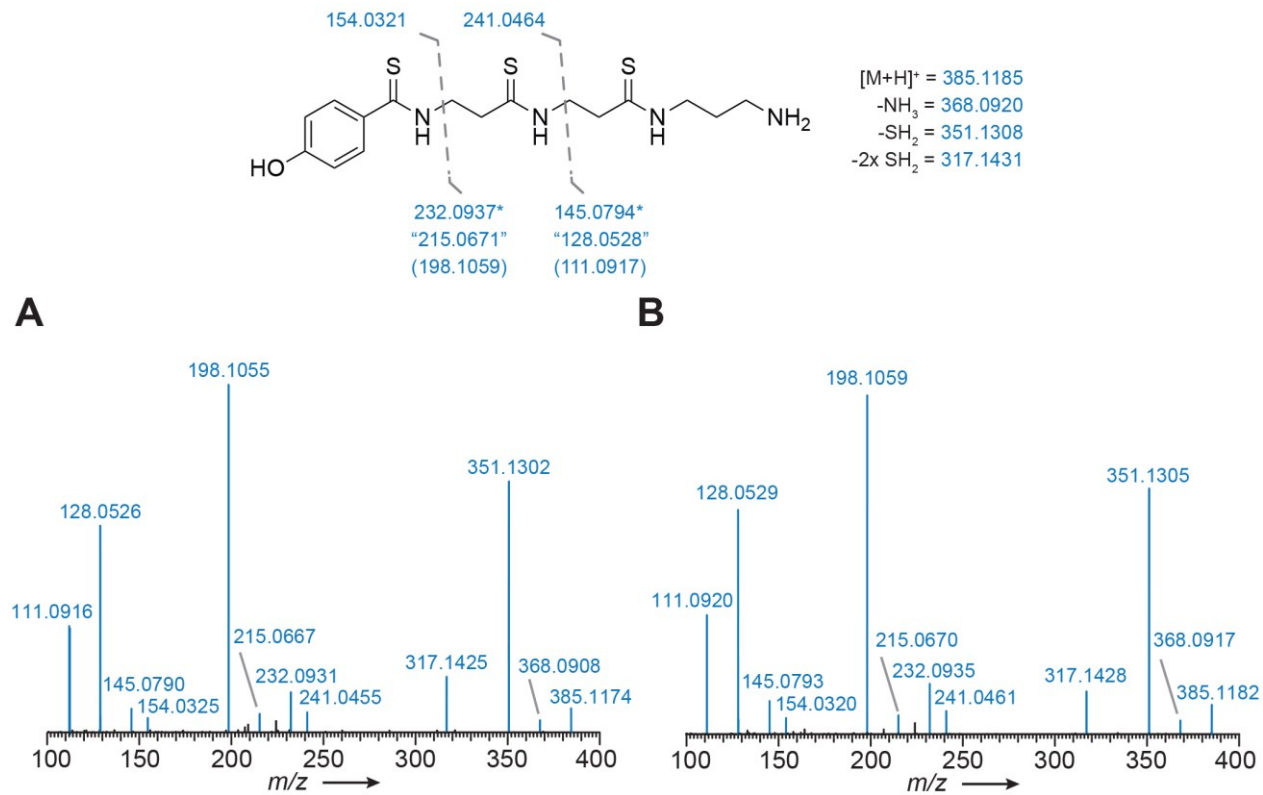 154.0321
241.0464
S
S
S
N
H
N
H
N
H
NH₂
HO
[M+H]⁺ = 385.1185
-NH₃ = 368.0920
-SH₂ = 351.1308
-2x SH₂ = 317.1431
232.0937*
“215.0671”
(198.1059)
145.0794*
“128.0528”
(111.0917)
A
198.1055
351.1302
128.0526
111.0916
215.0667
145.0790
154.0325
232.0931
241.0455
317.1425
368.0908
385.1174
100 150 200 250 300 350 400
m/z
B
198.1059
351.1305
128.0529
111.0920
215.0670
145.0793
154.0320
232.0935
241.0461
317.1428
368.0917
385.1182
100 150 200 250 300 350 400
m/z